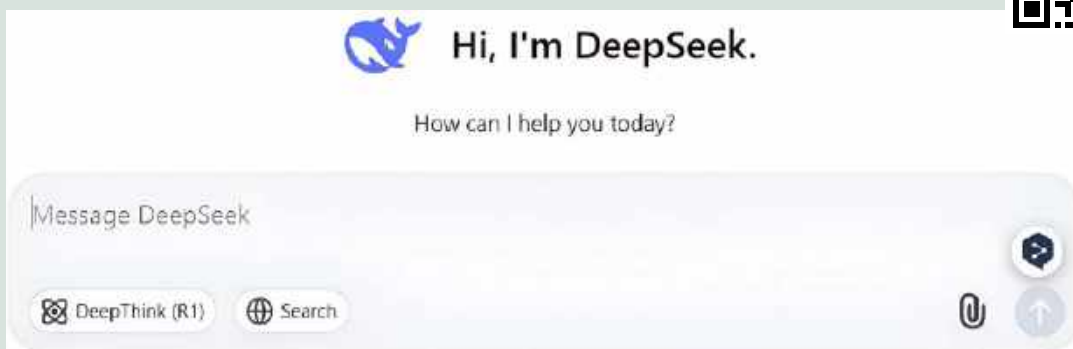 Hi, I'm DeepSeek.
How can I help you today?
Message DeepSeek
DeepThink (R1) Search